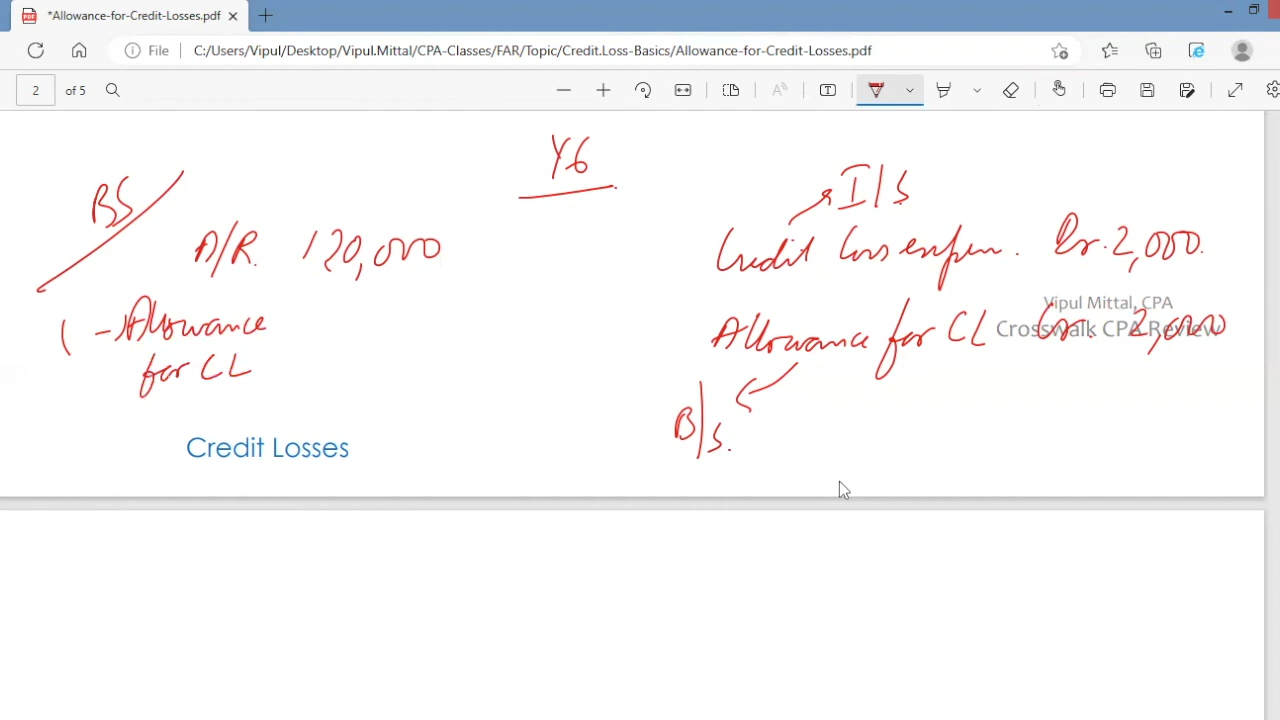 *Allowance-for-Credit-Losses.pdf
File C:/Users/Vipul/Desktop/Vipul.Mittal/CPA-Classes/FAR/Topic/Credit.Loss-Basics/Allowance-for-Credit-Losses.pdf
2 of 5
Y6
BS
I/S
A/R. 120,000
Credit Loss expen. Dr. 2,000.
(-) Allowance
for CL
Allowance for CL Cr. 2,000
Vipul Mittal, CPA
Crosswalk CPA Review
B/S.
Credit Losses